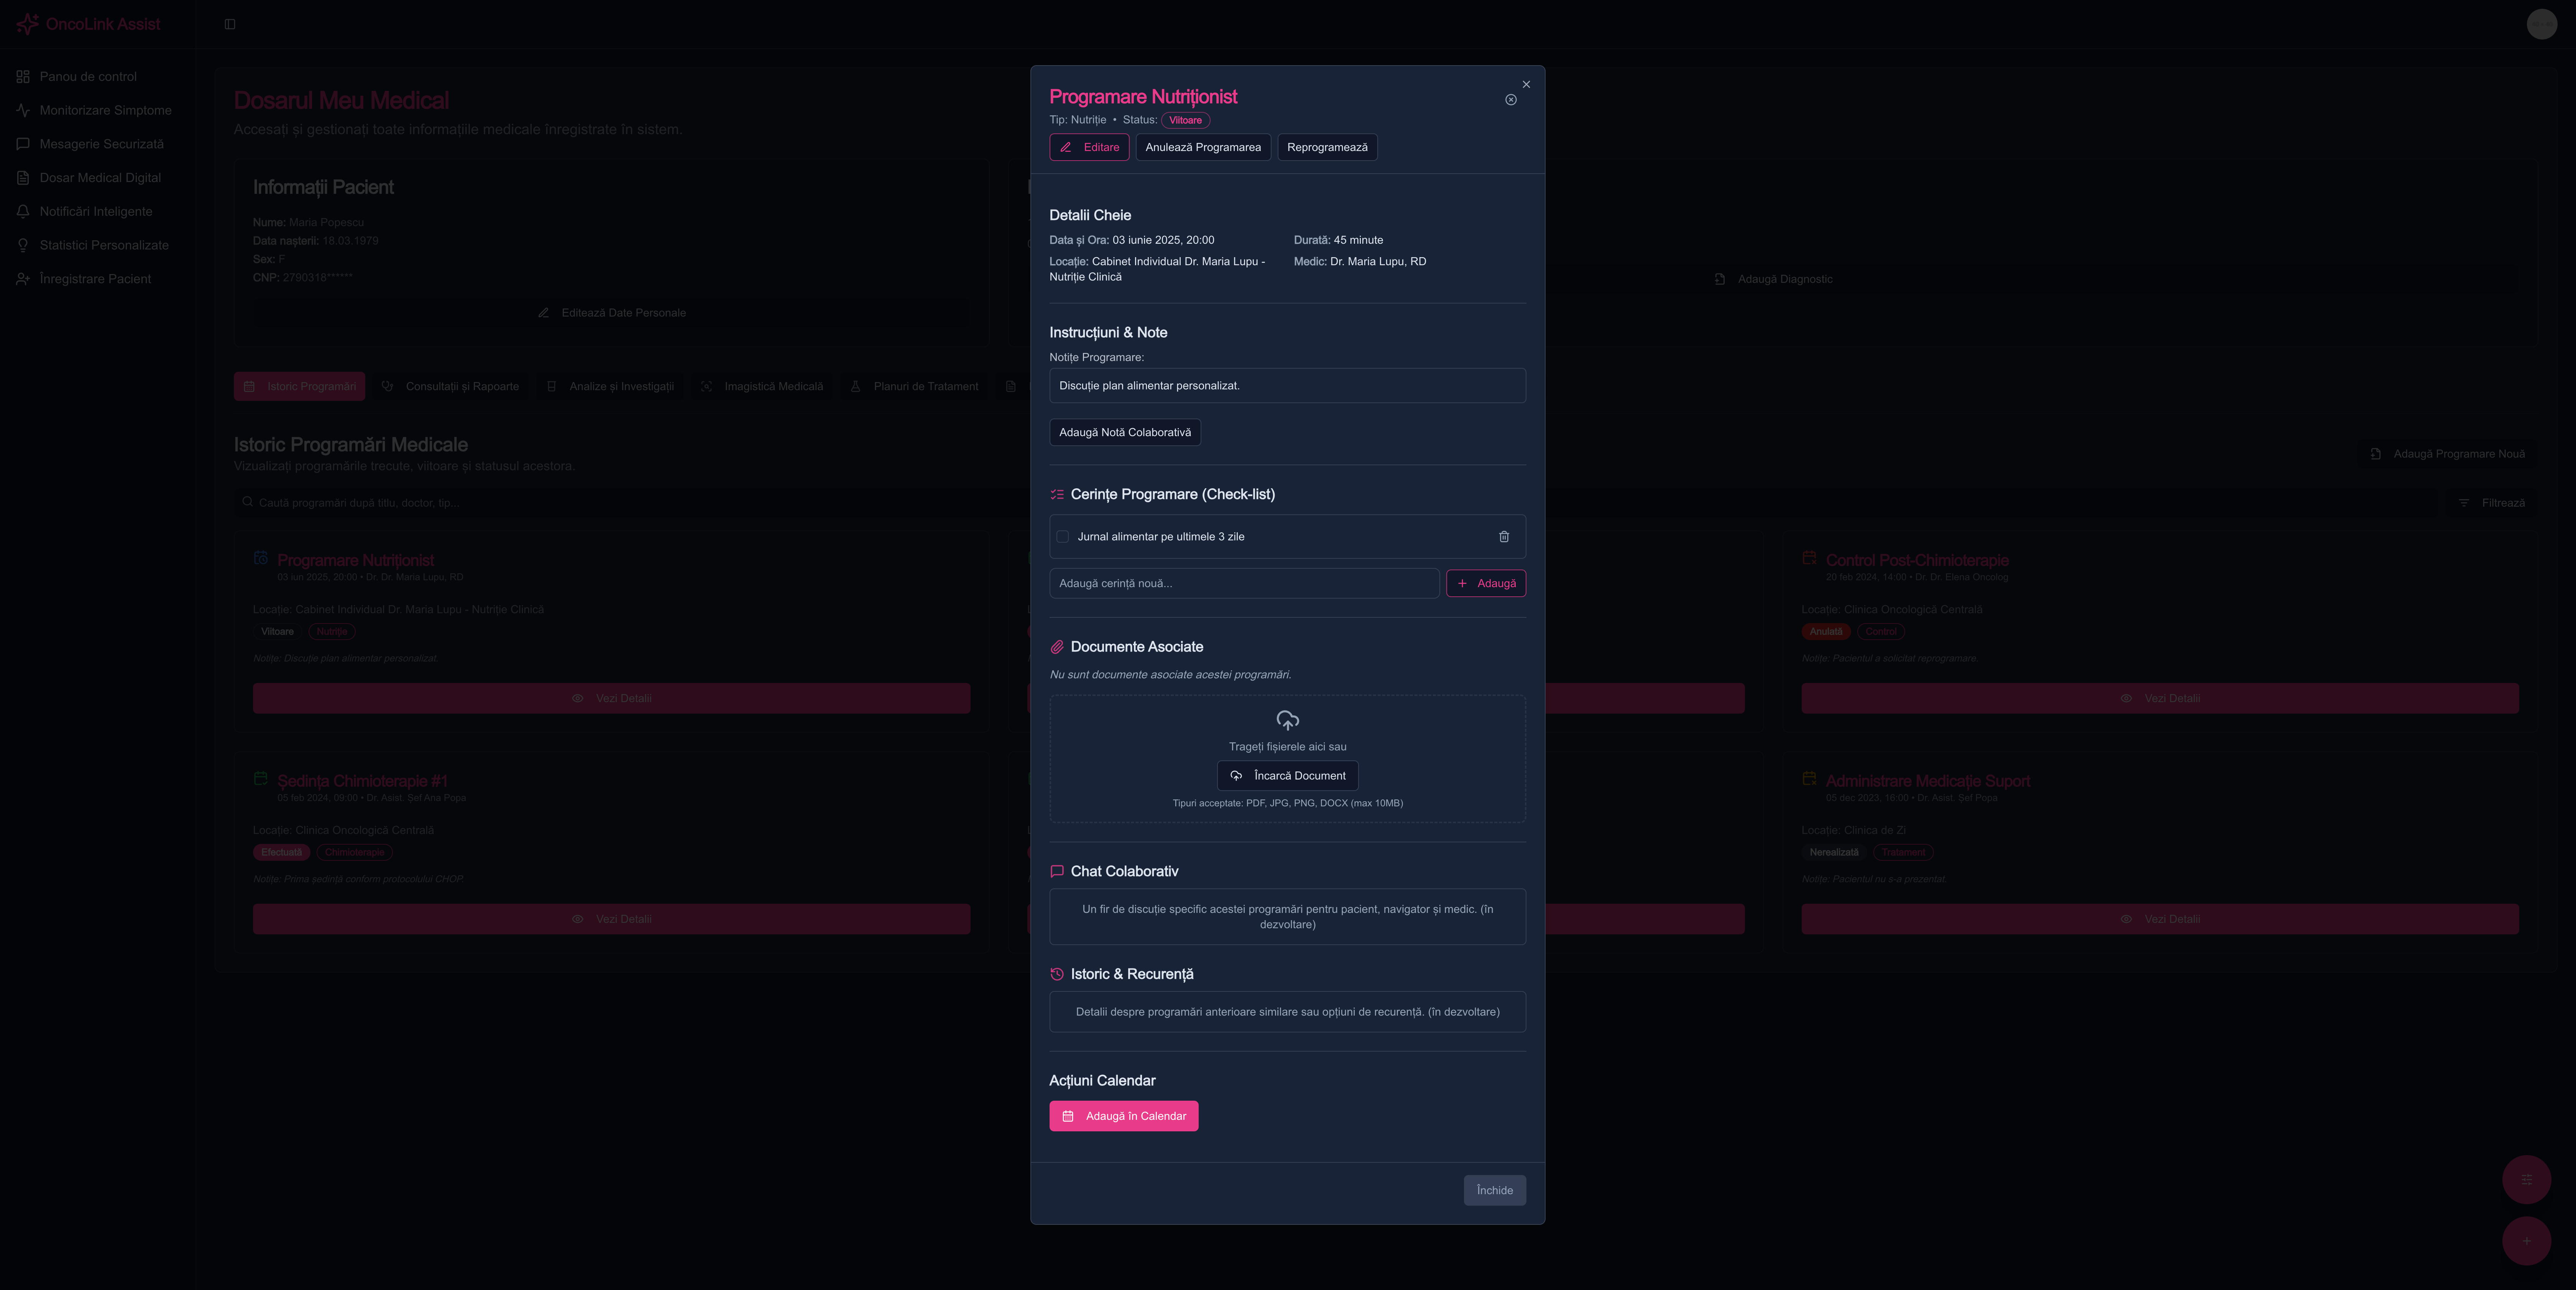 OncoLink Assist
Panou de control
Monitorizare Simptome
Mesagerie Securizată
Dosar Medical Digital
Notificări Inteligente
Statistici Personalizate
Înregistrare Pacient
Dosarul Meu Medical
Accesați și gestionați toate informațiile medicale înregistrate în sistem.
Informații Pacient
Nume: Maria Popescu
Data nașterii: 18.03.1979
Sex: F
CNP: 2790318******
Editează Date Personale
Adaugă Diagnostic
Istoric Programări
Consultații și Rapoarte
Analize și Investigații
Imagistică Medicală
Planuri de Tratament
Istoric Programări Medicale
Vizualizați programările trecute, viitoare și statusul acestora.
Adaugă Programare Nouă
Caută programări după titlu, doctor, tip...
Filtrează
Programare Nutriționist
03 iun 2025, 20:00 • Dr. Dr. Maria Lupu, RD
Locație: Cabinet Individual Dr. Maria Lupu - Nutriție Clinică
Viitoare Nutriție
Notițe: Discuție plan alimentar personalizat.
Vezi Detalii
Control Post-Chimioterapie
20 feb 2024, 14:00 • Dr. Dr. Elena Oncolog
Locație: Clinica Oncologică Centrală
Anulată Control
Notițe: Pacientul a solicitat reprogramare.
Vezi Detalii
Ședința Chimioterapie #1
05 feb 2024, 09:00 • Dr. Asist. Șef Ana Popa
Locație: Clinica Oncologică Centrală
Efectuată Chimioterapie
Notițe: Prima ședință conform protocolului CHOP.
Vezi Detalii
Administrare Medicație Suport
05 dec 2023, 16:00 • Dr. Asist. Șef Popa
Locație: Clinica de Zi
Nerealizată Tratament
Notițe: Pacientul nu s-a prezentat.
Vezi Detalii
Programare Nutriționist
Tip: Nutriție • Status: Viitoare
Editare
Anulează Programarea
Reprogramează
Detalii Cheie
Data și Ora: 03 iunie 2025, 20:00
Durată: 45 minute
Locație: Cabinet Individual Dr. Maria Lupu -
Nutriție Clinică
Medic: Dr. Maria Lupu, RD
Instrucțiuni & Note
Notițe Programare:
Discuție plan alimentar personalizat.
Adaugă Notă Colaborativă
Cerințe Programare (Check-list)
Jurnal alimentar pe ultimele 3 zile
Adaugă cerință nouă...
Adaugă
Documente Asociate
Nu sunt documente asociate acestei programări.
Trageți fișierele aici sau
Încarcă Document
Tipuri acceptate: PDF, JPG, PNG, DOCX (max 10MB)
Chat Colaborativ
Un fir de discuție specific acestei programări pentru pacient, navigator și medic. (în
dezvoltare)
Istoric & Recurență
Detalii despre programări anterioare similare sau opțiuni de recurență. (în dezvoltare)
Acțiuni Calendar
Adaugă în Calendar
Închide